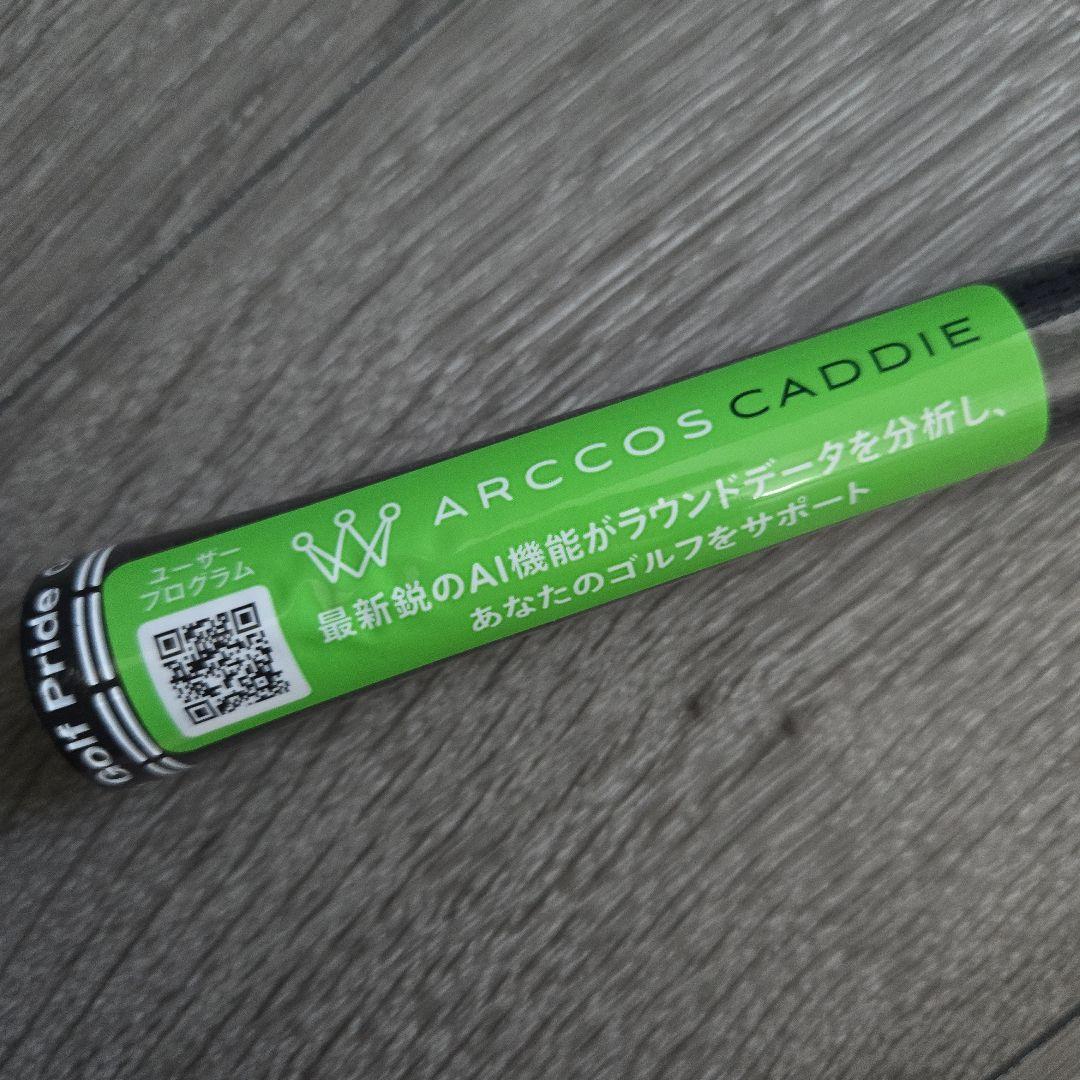 ARCCOS CADDIE
最新鋭のAI機能がラウンドデータを分析し、
あなたのゴルフをサポート
ユーザー
プログラム
Golf Pride